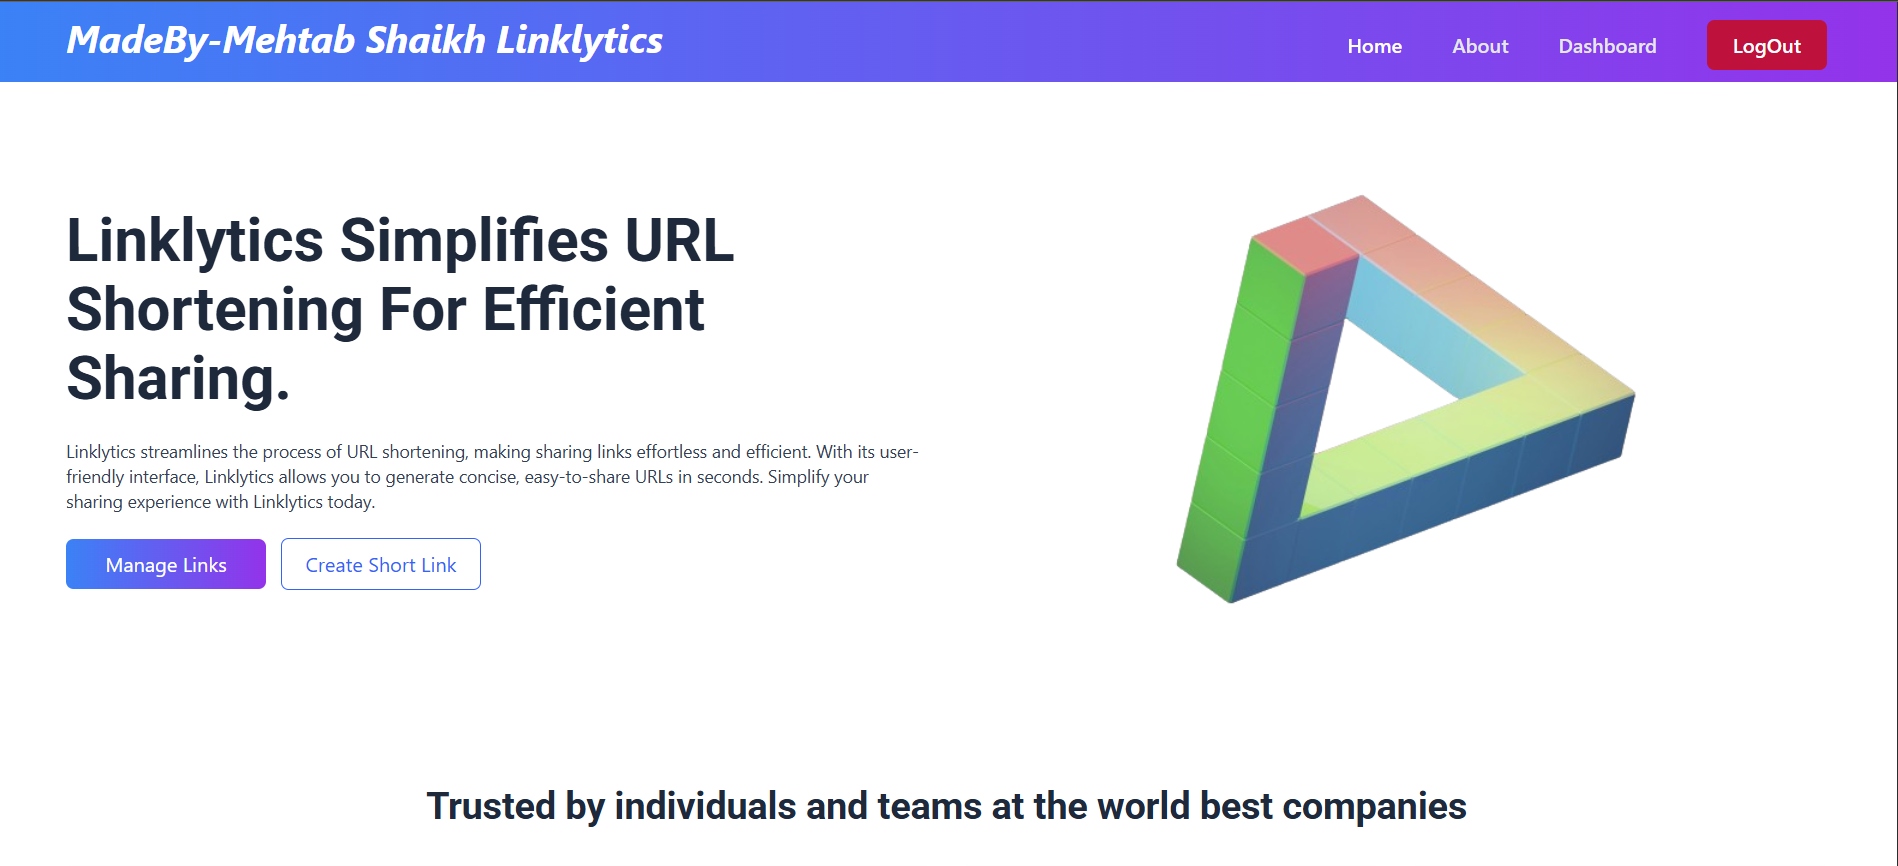 MadeBy-Mehtab Shaikh Linklytics
Home
About
Dashboard
LogOut
Linklytics Simplifies URL
Shortening For Efficient
Sharing.
Linklytics streamlines the process of URL shortening, making sharing links effortless and efficient. With its user-
friendly interface, Linklytics allows you to generate concise, easy-to-share URLs in seconds. Simplify your
sharing experience with Linklytics today.
Manage Links
Create Short Link
Trusted by individuals and teams at the world best companies